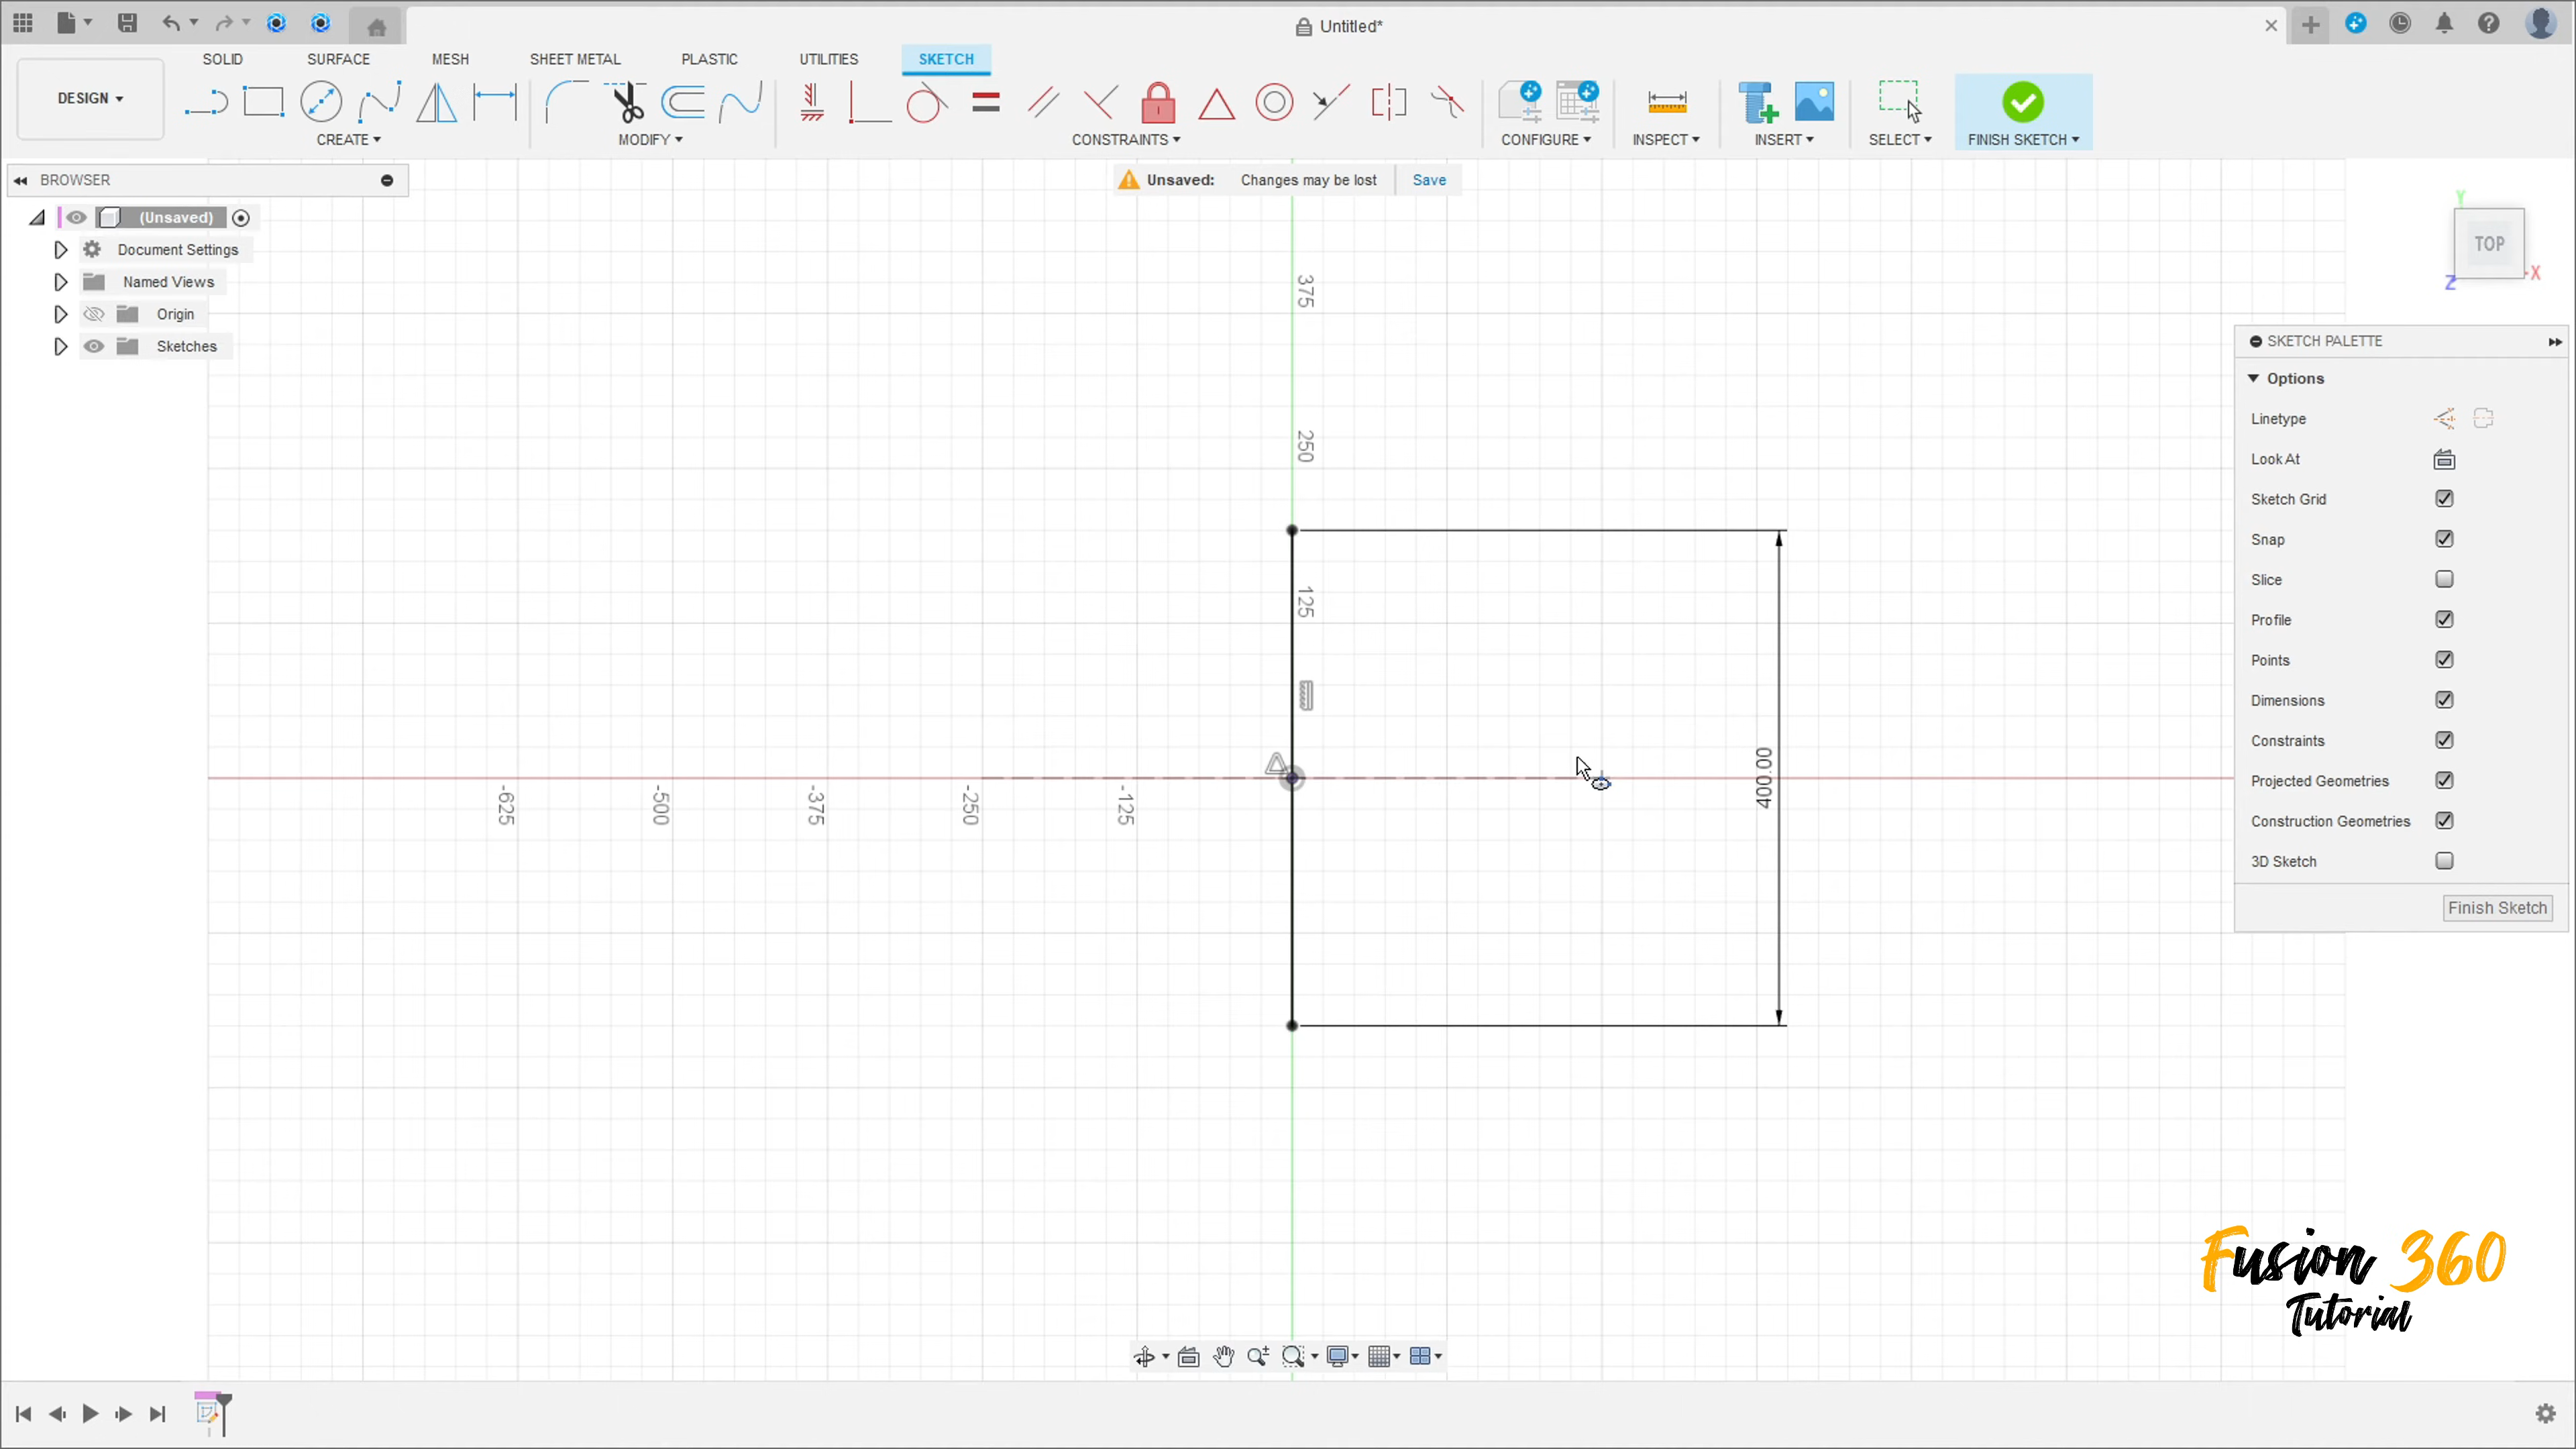 Untitled*
SOLID SURFACE MESH SHEET METAL PLASTIC UTILITIES SKETCH
DESIGN
CREATE MODIFY CONSTRAINTS CONFIGURE INSPECT INSERT SELECT FINISH SKETCH
BROWSER
Unsaved: Changes may be lost Save
(Unsaved)
Document Settings
Named Views
Origin
Sketches
Y
TOP
X
Z
375
250
125
-625
-500
-375
-250
-125
400.00
SKETCH PALETTE
Options
Linetype
Look At
Sketch Grid
Snap
Slice
Profile
Points
Dimensions
Constraints
Projected Geometries
Construction Geometries
3D Sketch
Finish Sketch
Fusion 360
Tutorial